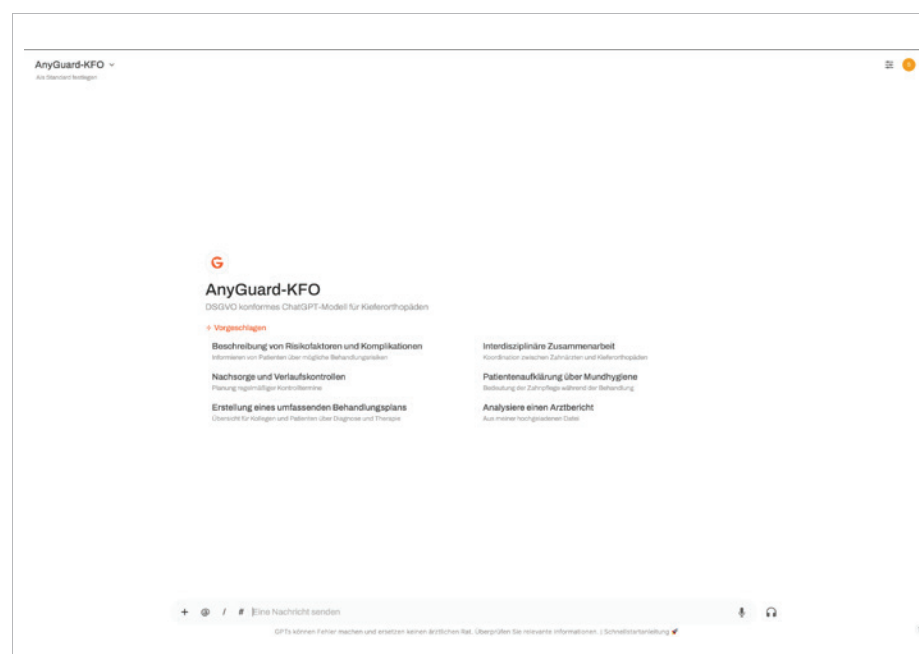 AnyGuard-KFO
Als Standard festlegen
G
AnyGuard-KFO
DSGVO konformes ChatGPT-Modell für Kieferorthopäden
Vorgeschlagen
Beschreibung von Risikofaktoren und Komplikationen
Informieren von Patienten über mögliche Behandlungsrisiken
Interdisziplinäre Zusammenarbeit
Koordination zwischen Zahnärzten und Kieferorthopäden
Nachsorge und Verlaufskontrollen
Planung regelmäßiger Kontrolltermine
Patientenaufklärung über Mundhygiene
Bedeutung der Zahnpflege während der Behandlung
Erstellung eines umfassenden Behandlungsplans
Übersicht für Kollegen und Patienten über Diagnose und Therapie
Analysiere einen Arztbericht
Aus meiner hochgeladenen Datei
+ @ / # Eine Nachricht senden
GPTs können Fehler machen und ersetzen keinen ärztlichen Rat. Überprüfen Sie relevante Informationen. | Schnellstartanleitung 🚀